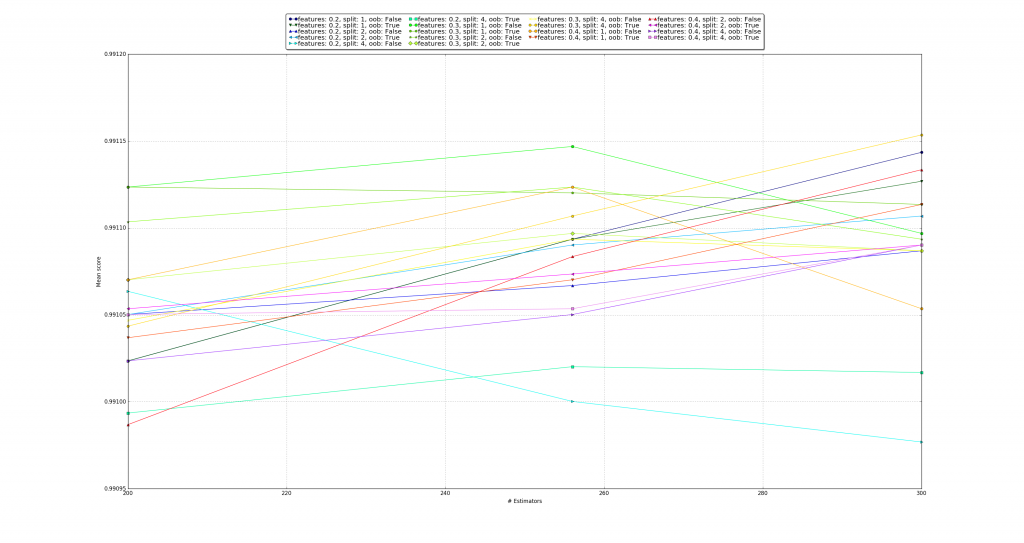 features: 0.2, split: 1, oob: False features: 0.2, split: 4, oob: True features: 0.3, split: 4, oob: False features: 0.4, split: 2, oob: False
features: 0.2, split: 1, oob: True features: 0.3, split: 1, oob: False features: 0.3, split: 4, oob: True features: 0.4, split: 2, oob: True
features: 0.2, split: 2, oob: False features: 0.3, split: 1, oob: True features: 0.4, split: 1, oob: False features: 0.4, split: 4, oob: False
features: 0.2, split: 2, oob: True features: 0.3, split: 2, oob: False features: 0.4, split: 1, oob: True features: 0.4, split: 4, oob: True
features: 0.2, split: 4, oob: False features: 0.3, split: 2, oob: True
0.99120
0.99115
0.99110
Mean score
0.99105
0.99100
0.99095
200 220 240 260 280 300
# Estimators